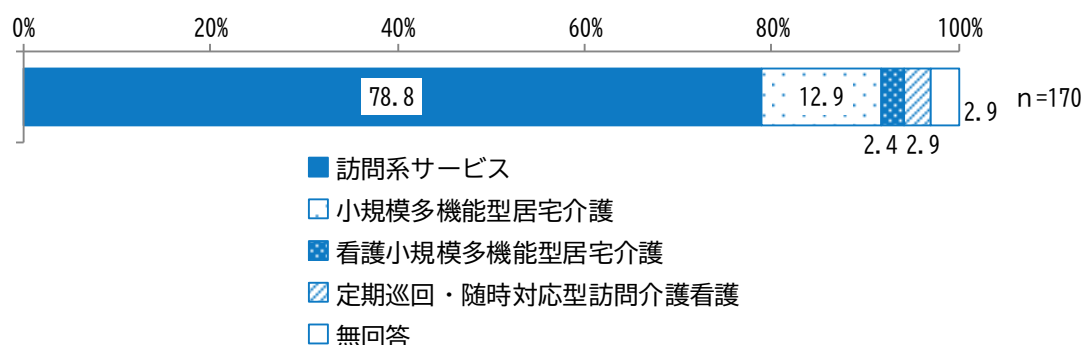 0% 20% 40% 60% 80% 100%
78.8 12.9 2.9 n=170
2.4 2.9
訪問系サービス
小規模多機能型居宅介護
看護小規模多機能型居宅介護
定期巡回・随時対応型訪問介護看護
無回答